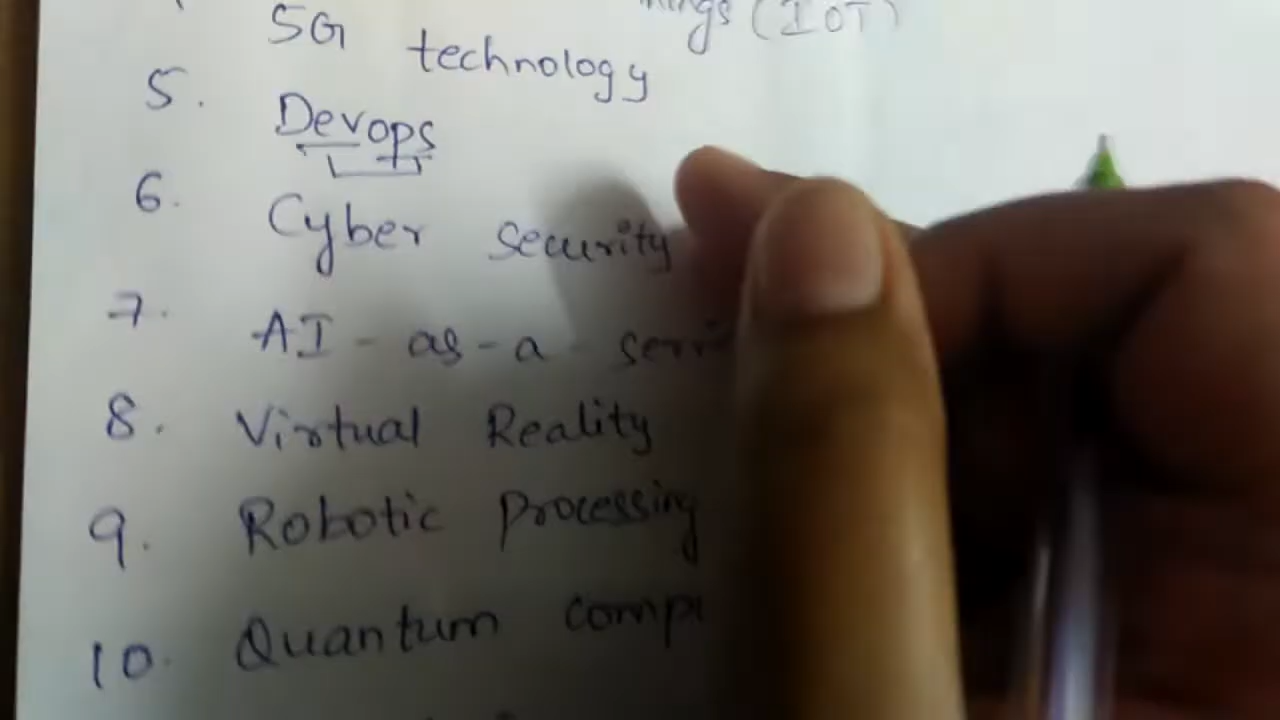 (IOT)
5G technology
5. Devops
6. Cyber security
7. AI-as-a
8. Virtual Reality
9. Robotic Processing
10. Quantum